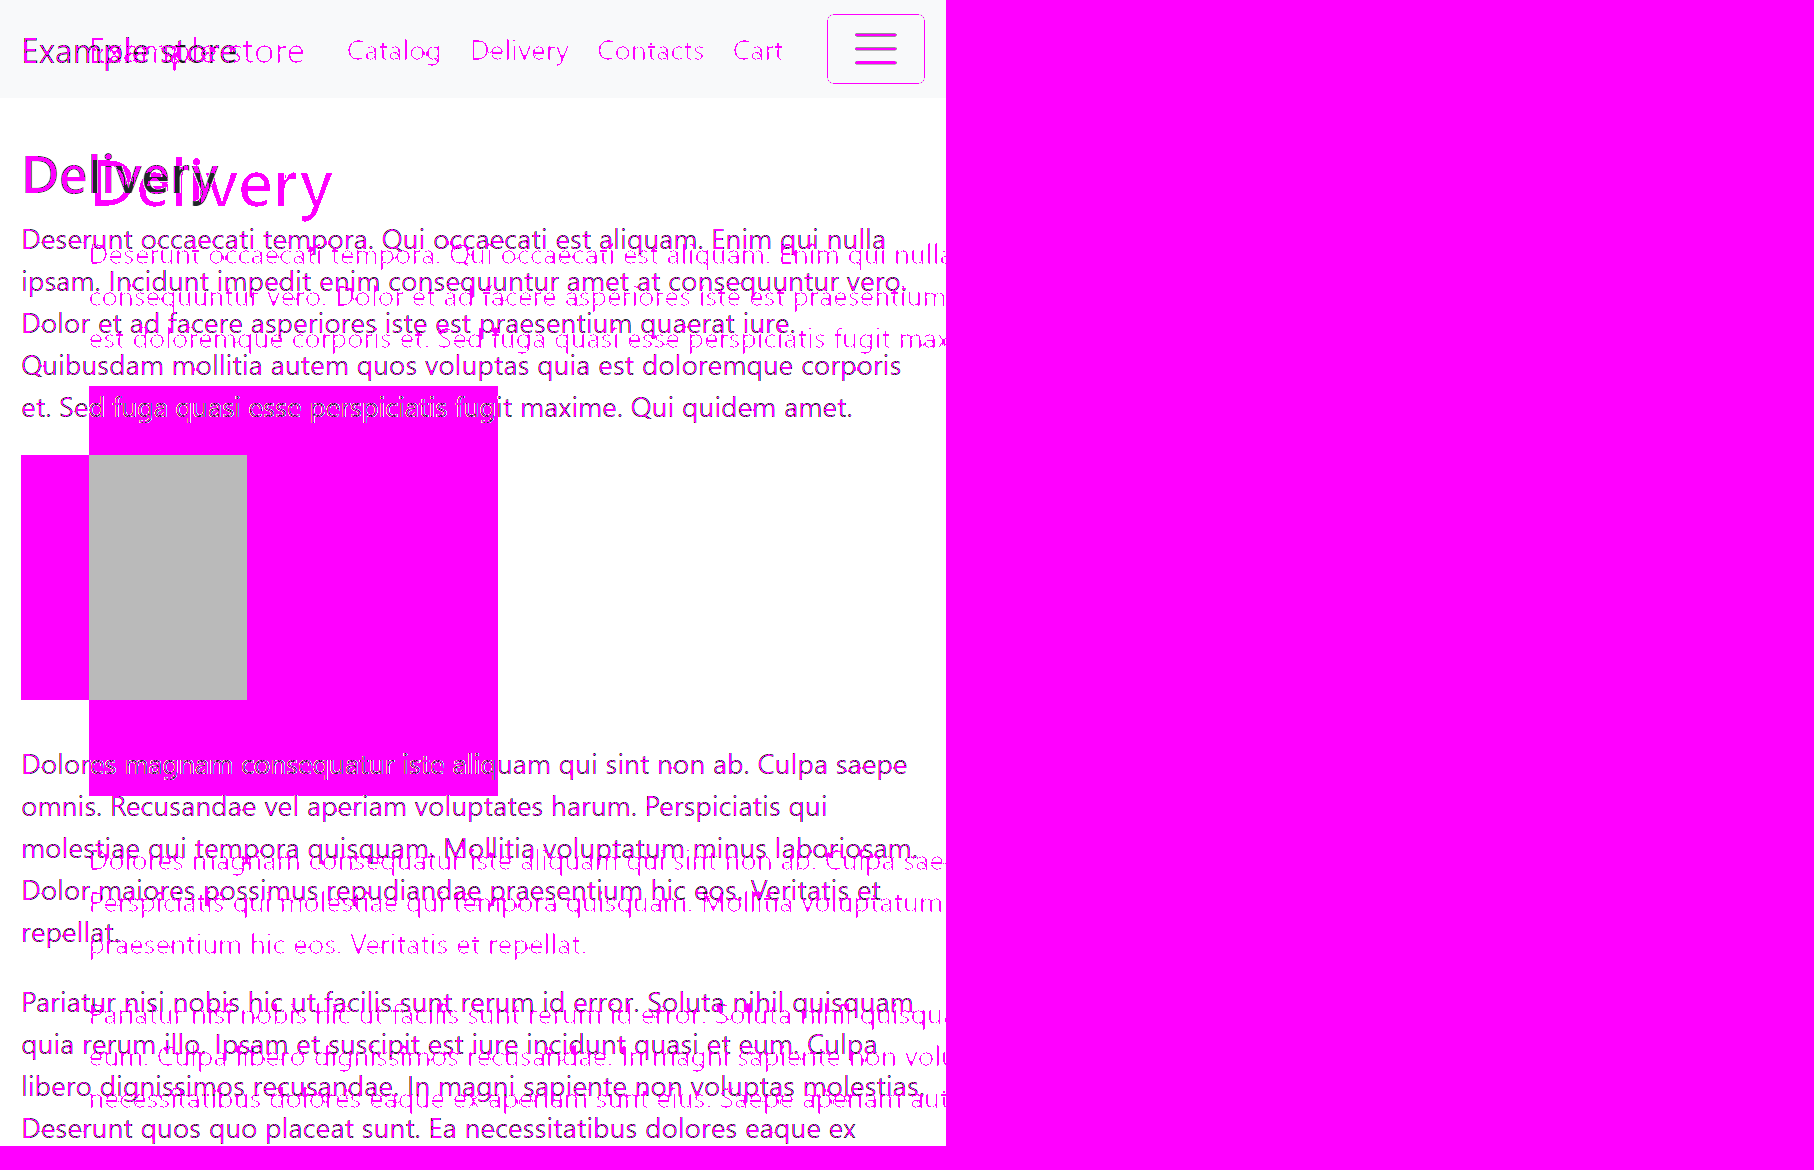 Example store
Example store Catalog Delivery Contacts Cart
Delivery
Delivery
Deserunt occaecati tempora. Qui occaecati est aliquam. Enim qui nulla
ipsam. Incidunt impedit enim consequuntur amet at consequuntur vero.
Dolor et ad facere asperiores iste est praesentium quaerat iure.
Quibusdam mollitia autem quos voluptas quia est doloremque corporis
et. Sed fuga quasi esse perspiciatis fugit maxime. Qui quidem amet.
Deserunt occaecati tempora. Qui occaecati est aliquam. Enim qui nulla
consequuntur vero. Dolor et ad facere asperiores iste est praesentium
est doloremque corporis et. Sed fuga quasi esse perspiciatis fugit max
Dolores magnam consequatur iste aliquam qui sint non ab. Culpa saepe
omnis. Recusandae vel aperiam voluptates harum. Perspiciatis qui
molestiae qui tempora quisquam. Mollitia voluptatum minus laboriosam.
Dolor maiores possimus repudiandae praesentium hic eos. Veritatis et
repellat.
Dolores magnam consequatur iste aliquam qui sint non ab. Culpa sae
Perspiciatis qui molestiae qui tempora quisquam. Mollitia voluptatum
praesentium hic eos. Veritatis et repellat.
Pariatur nisi nobis hic ut facilis sunt rerum id error. Soluta nihil quisquam
quia rerum illo. Ipsam et suscipit est iure incidunt quasi et eum. Culpa
libero dignissimos recusandae. In magni sapiente non voluptas molestias.
Deserunt quos quo placeat sunt. Ea necessitatibus dolores eaque ex
Pariatur nisi nobis hic ut facilis sunt rerum id error. Soluta nihil quisqua
eum. Culpa libero dignissimos recusandae. In magni sapiente non volu
necessitatibus dolores eaque ex aperiam sunt eius. Saepe aperiam aut